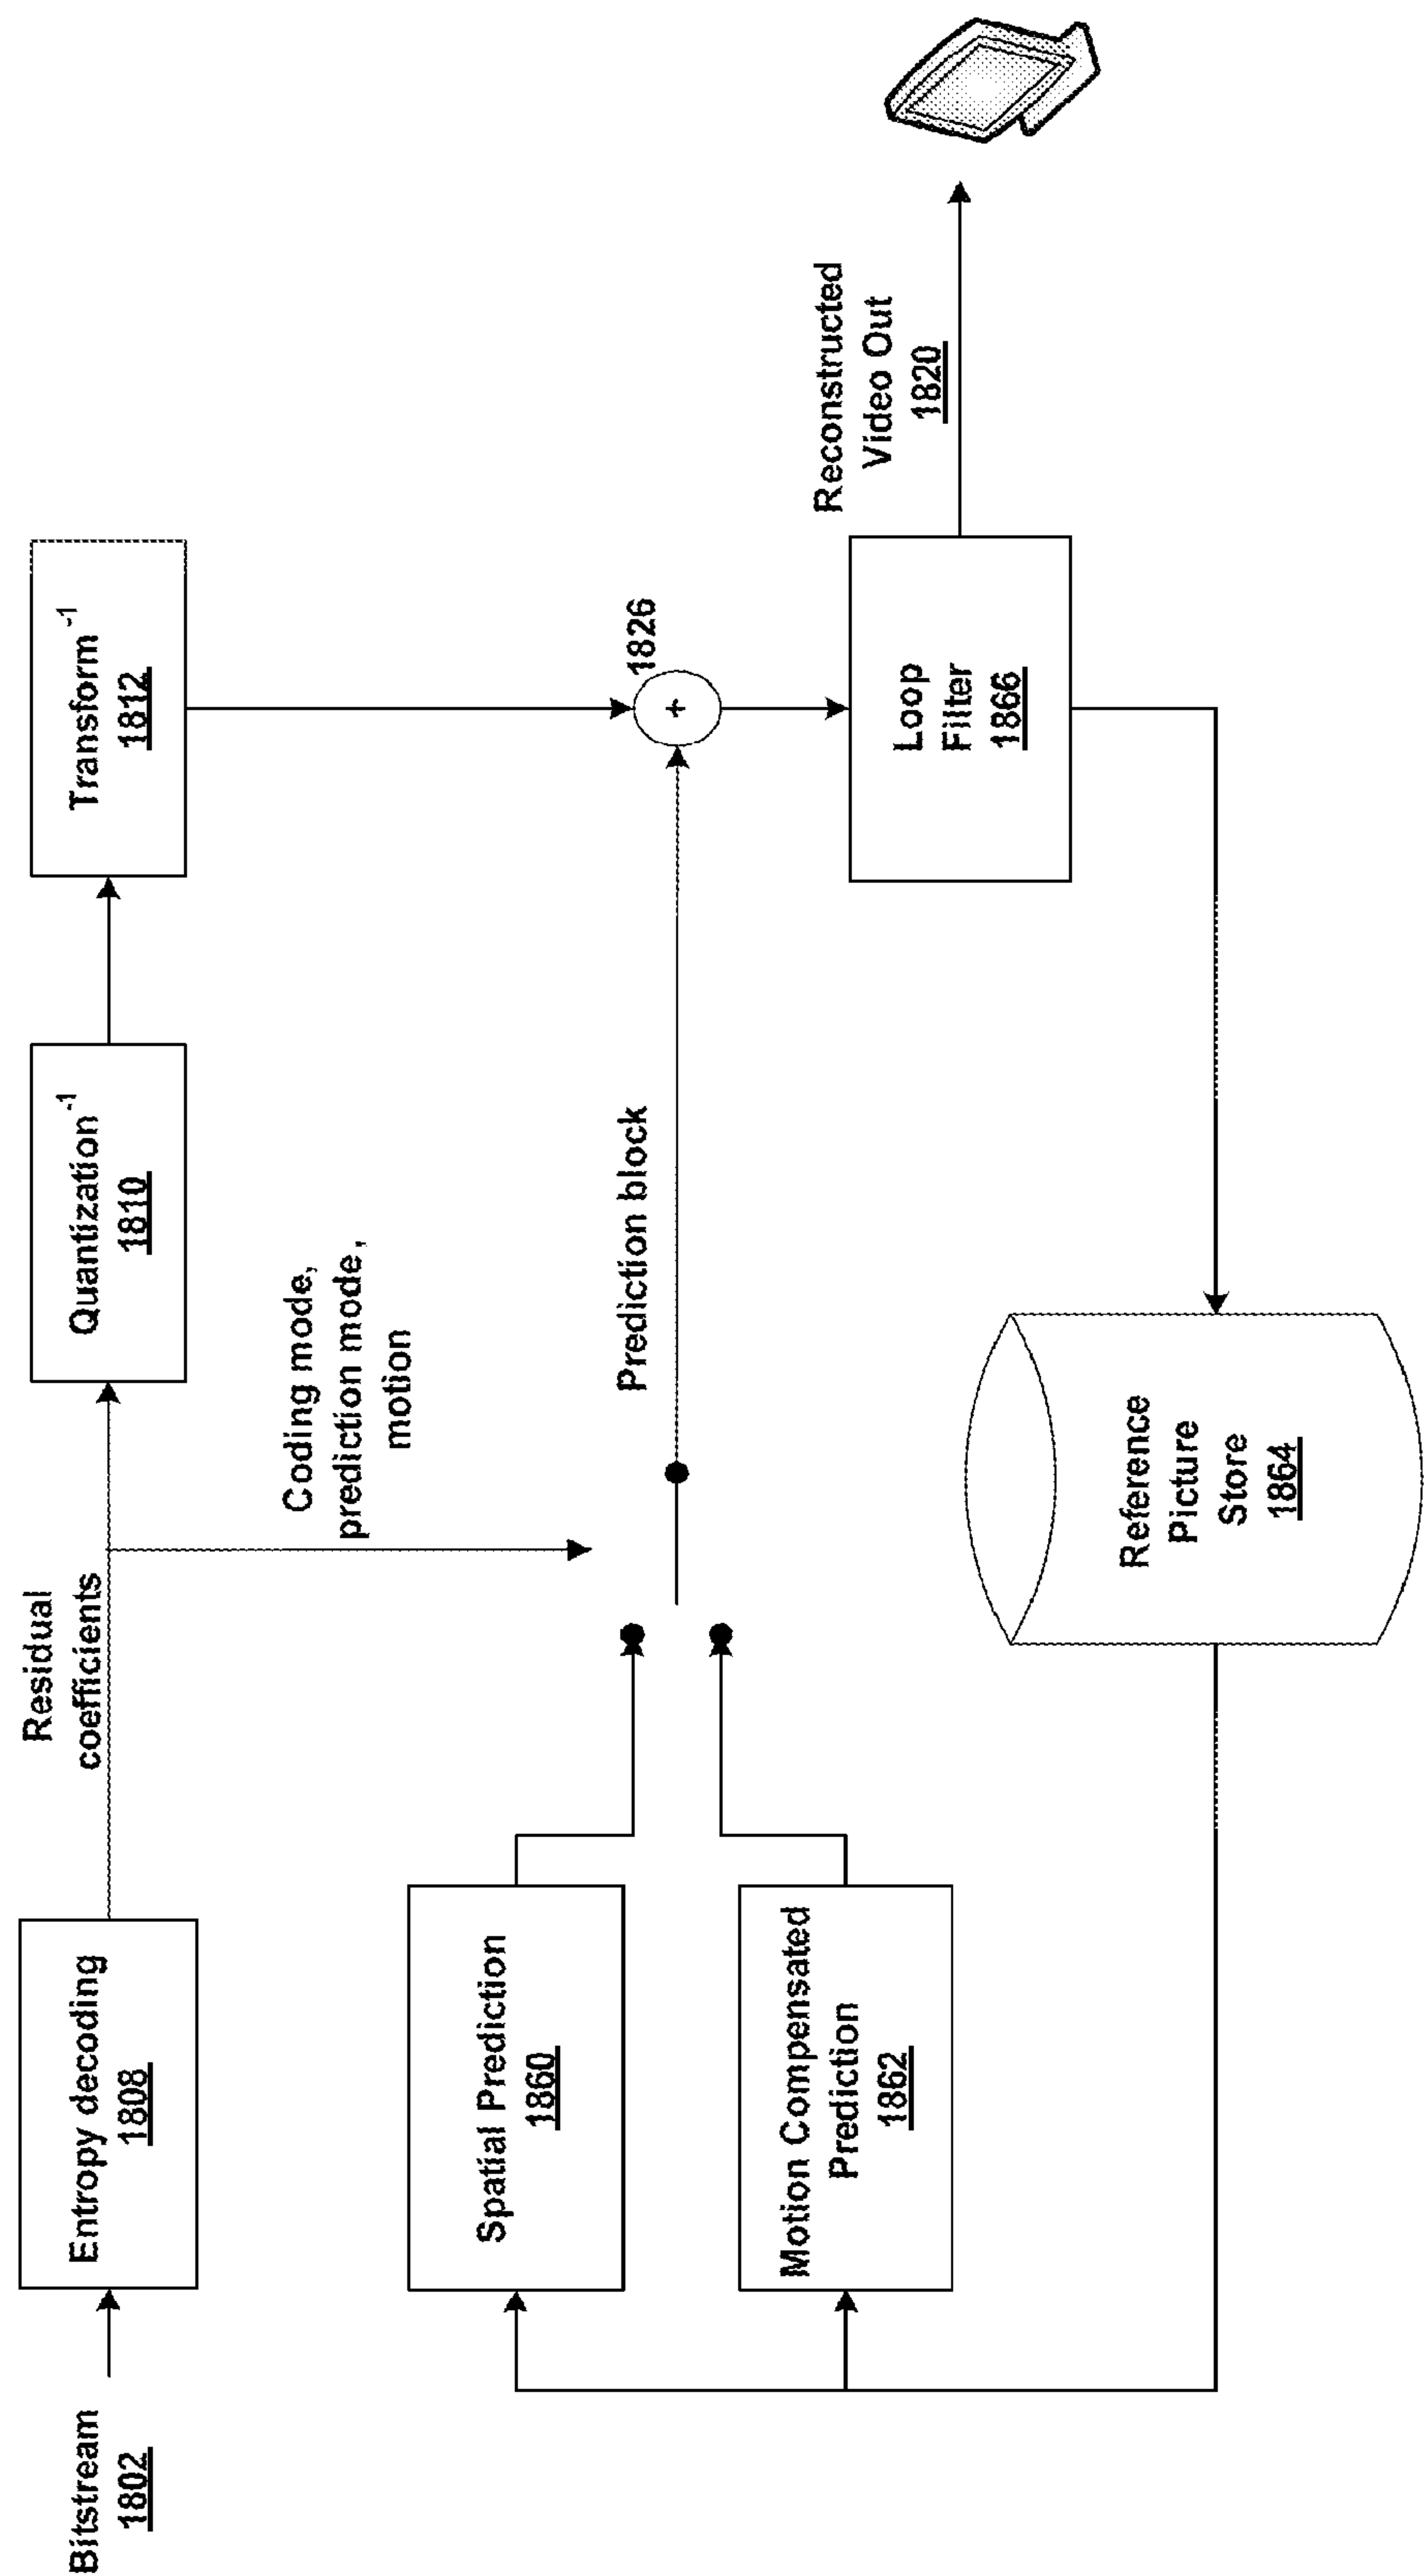 Bitstream
1802
Entropy decoding
1808
Residual
coefficients
Quantization-1
1810
Transform-1
1812
Coding mode,
prediction mode,
motion
Spatial Prediction
1860
Motion Compensated
Prediction
1862
Prediction block
+
1826
Loop
Filter
1866
Reconstructed
Video Out
1820
Reference
Picture
Store
1864